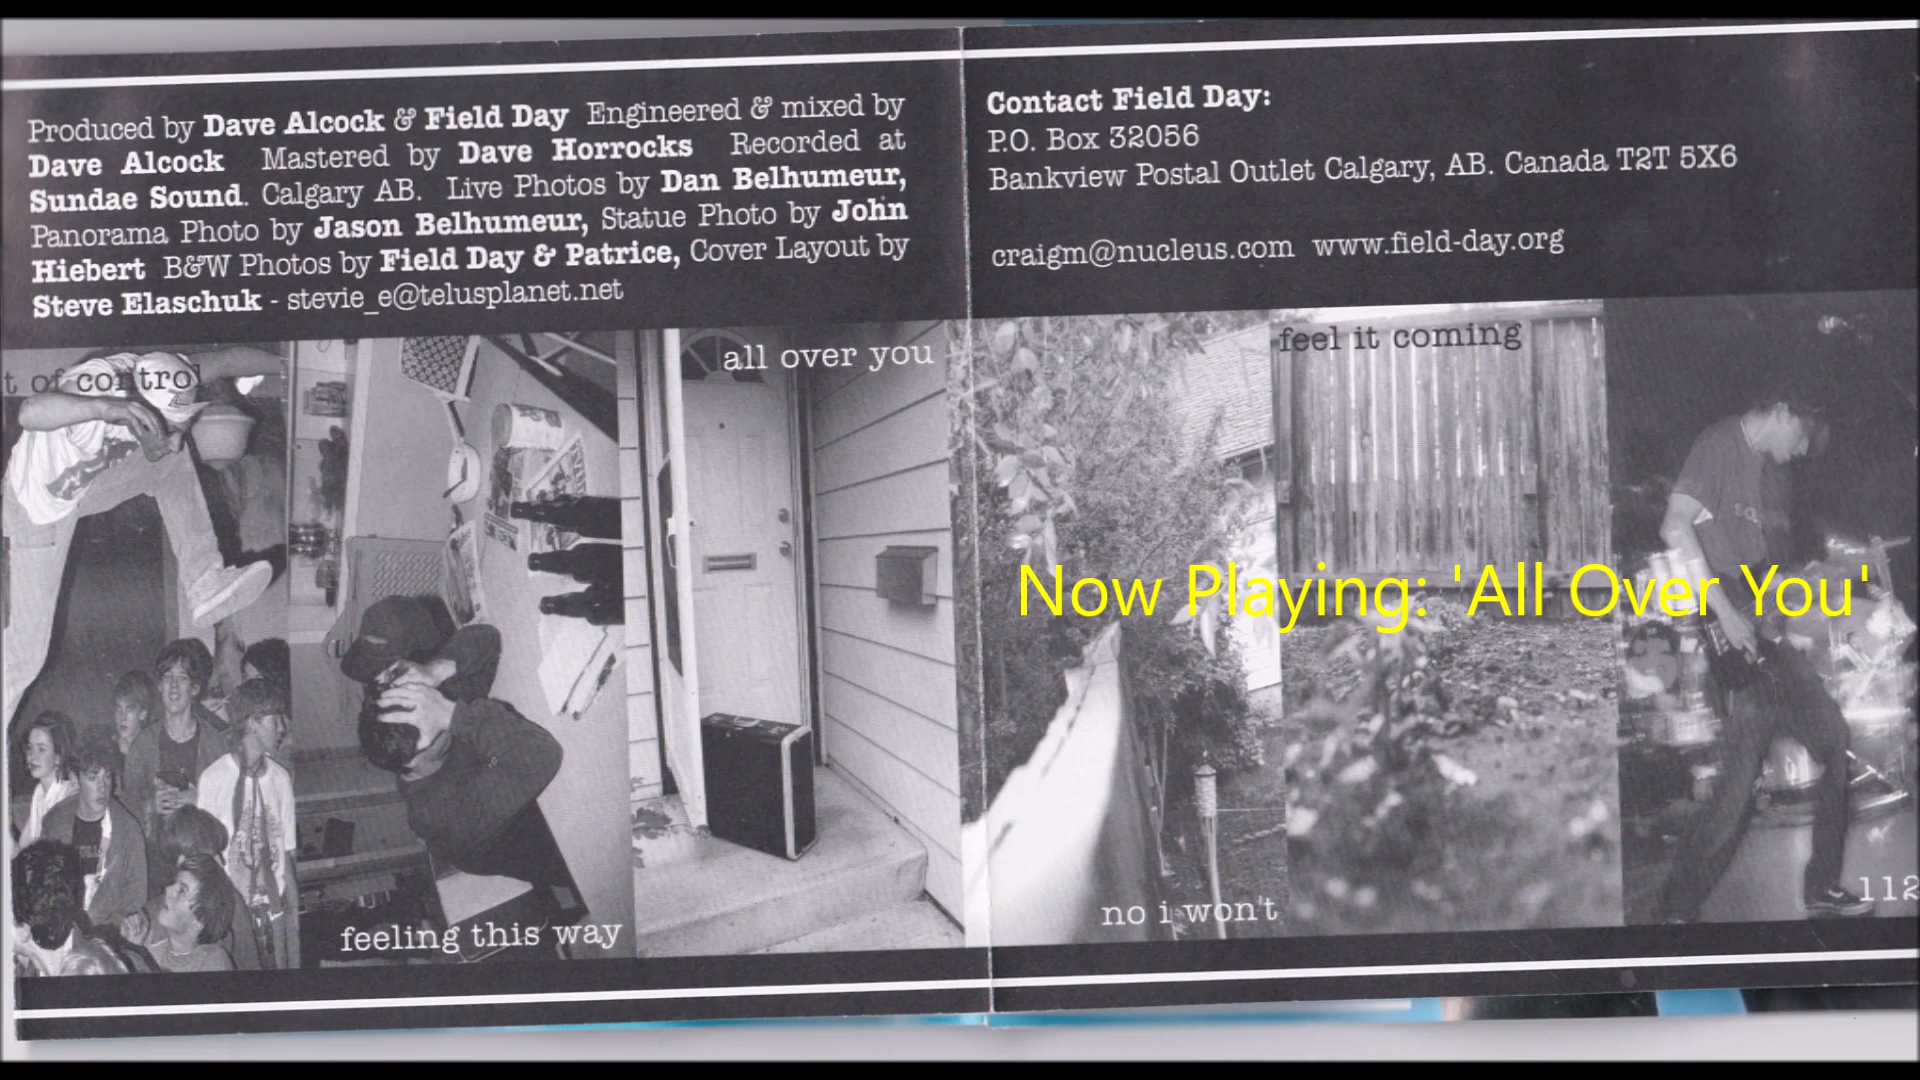 Produced by Dave Alcock & Field Day Engineered & mixed by
Dave Alcock Mastered by Dave Horrocks Recorded at
Sundae Sound. Calgary AB. Live Photos by Dan Belhumeur,
Panorama Photo by Jason Belhumeur, Statue Photo by John
Hiebert B&W Photos by Field Day & Patrice, Cover Layout by
Steve Elaschuk - stevie_e@telusplanet.net
Contact Field Day:
P.O. Box 32056
Bankview Postal Outlet Calgary, AB. Canada T2T 5X6
craigm@nucleus.com www.field-day.org
t of control
all over you
feel it coming
Now Playing: 'All Over You'
feeling this way
no i won't
112